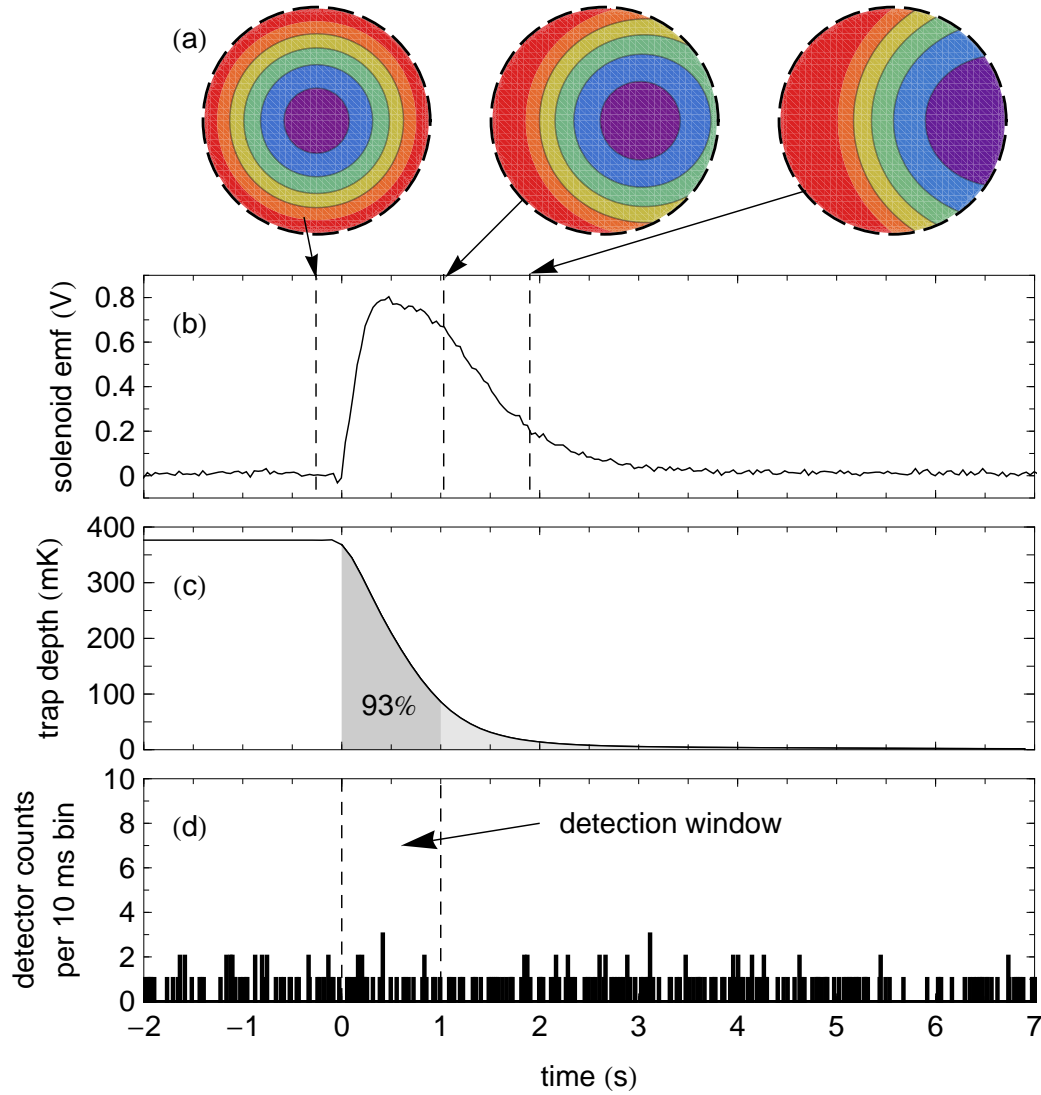 (a)
solenoid emf (V)
0.8
0.6
0.4
0.2
0
(b)
trap depth (mK)
400
300
200
100
0
(c)
93%
detector counts
per 10 ms bin
10
8
6
4
2
0
(d)
detection window
−2 −1 0 1 2 3 4 5 6 7
time (s)